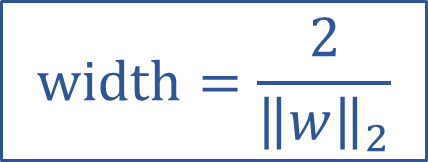 width = 2 / ‖w‖₂